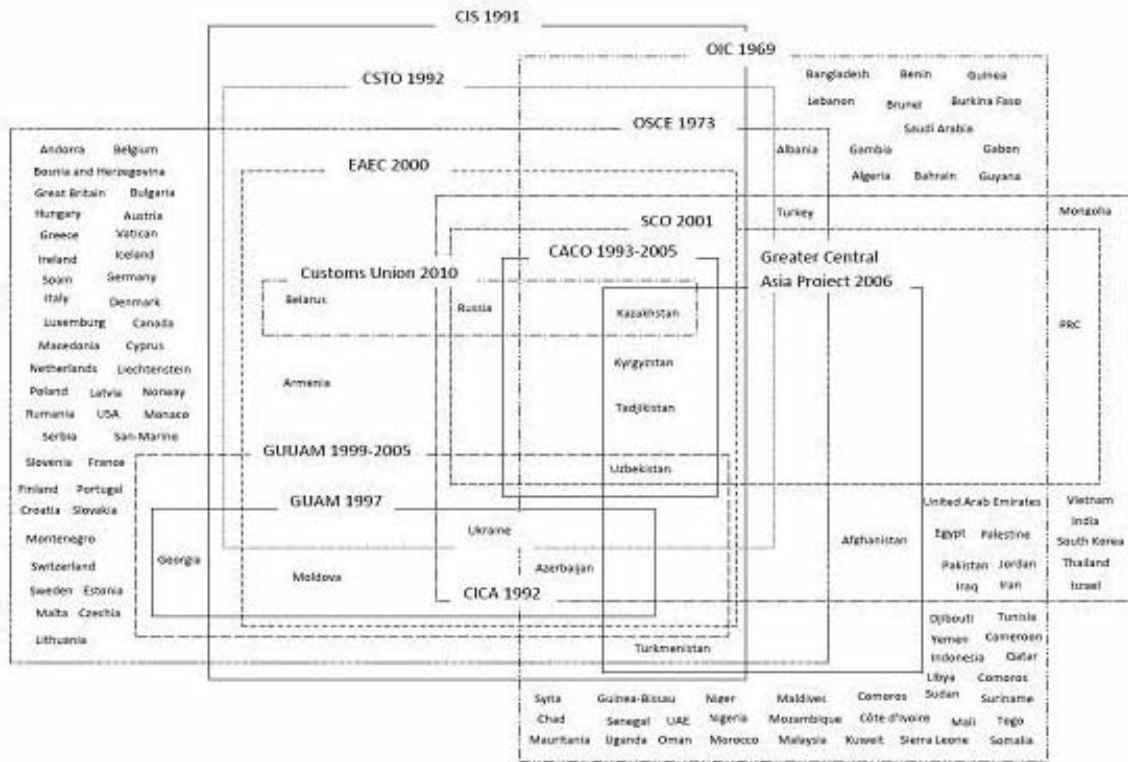 CIS 1991
OIC 1969
Bangladesh Benin Guinea
CSTO 1992
Lebanon Brunel Burkina Faso
OSCE 1973
Saudi Arabia
Andorra Belgium
Albania Gambia Gabon
EAEC 2000
Bosnia and Herzegovina
Algeria Bahrain Guyana
Great Britain Bulgaria
Hungary Austria
SCO 2001
Turkey
Mongolia
Greece Vatican
CACO 1993-2005
Ireland Iceland
Greater Central
Asia Project 2006
Spain Germany
Customs Union 2010
Italy Denmark
Belarus
Russia
Kazakhstan
Luxemburg Canada
PRC
Macedonia Cyprus
Netherlands Liechtenstein
Kyrgyzstan
Armenia
Poland Latvia Norway
Tadjikistan
Rumania USA Monaco
Serbia San-Marine
GUUAM 1999-2005
Slovenia France
Uzbekistan
Finland Portugal
GUAM 1997
United Arab Emirates
Vietnam
Croatia Slovakia
India
Ukraine
Montenegro
Afghanistan
Egypt Palestine
South Korea
Georgia
Switzerland
Azerbaijan
Pakistan Jordan
Thailand
Moldova
Sweden Estonia
CICA 1992
Iraq Iran
Israel
Malta Czechia
Djibouti Tunisia
Lithuania
Turkmenistan
Yemen Cameroon
Indonesia Qatar
Libya Comoros
Syria Guinea-Bissau Niger Maldives Comoros Sudan Suriname
Chad Senegal UAE Nigeria Mozambique Côte d'Ivoire Mali Togo
Mauritania Uganda Oman Morocco Malaysia Kuwait Sierra Leone Somalia